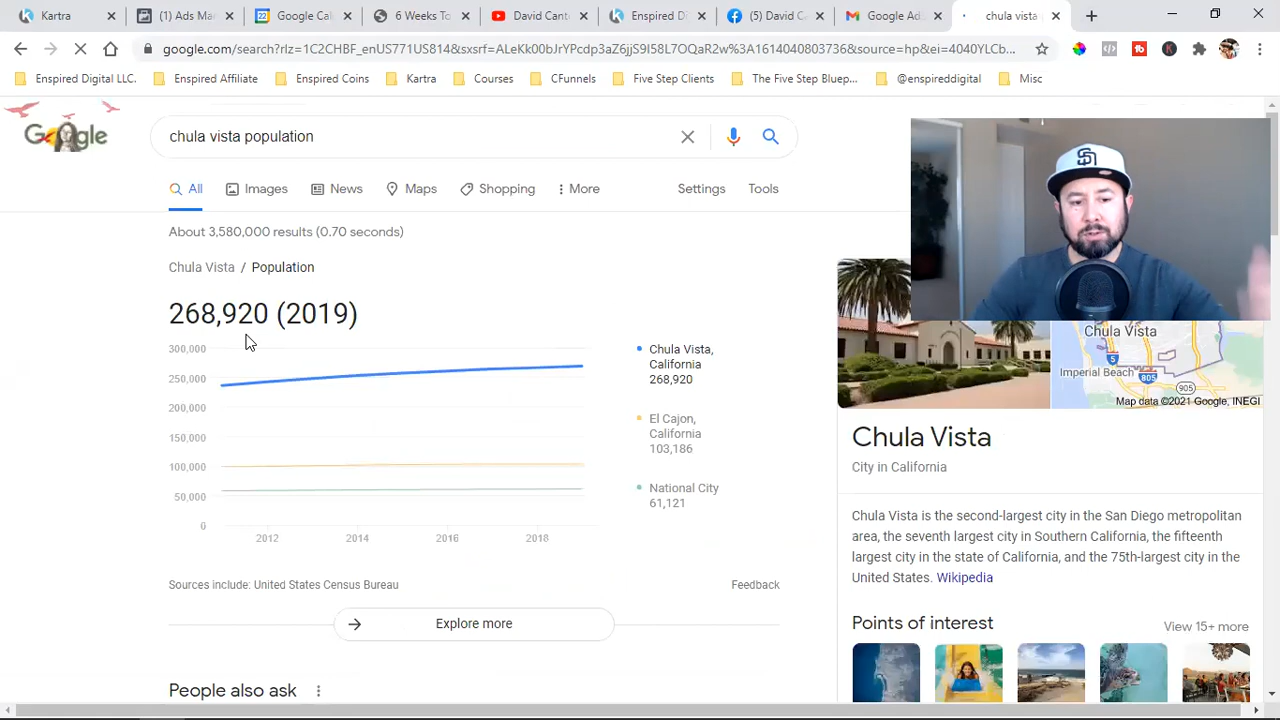 Kartra
(1) Ads Ma
Google Cal
6 Weeks To
David Cant
Enspired D
(5) David Ca
Google Ad
chula vista
google.com/search?rlz=1C2CHBF_enUS771US814&sxsrf=ALeKk00bJrYPcdp3aZ6jjS9I58L7OQaR2w%3A1614040803736&source=hp&ei=4040YLCb...
Enspired Digital LLC.
Enspired Affiliate
Enspired Coins
Kartra
Courses
CFunnels
Five Step Clients
The Five Step Bluep...
@enspireddigital
Misc
Google
chula vista population
All
Images
News
Maps
Shopping
More
Settings
Tools
About 3,580,000 results (0.70 seconds)
Chula Vista / Population
268,920 (2019)
300,000
250,000
200,000
150,000
100,000
50,000
0
2012
2014
2016
2018
Chula Vista,
California
268,920
El Cajon,
California
103,186
National City
61,121
Sources include: United States Census Bureau
Feedback
Explore more
People also ask
SD
Chula Vista
Imperial Beach
5
805
905
Map data ©2021 Google, INEGI
Chula Vista
City in California
Chula Vista is the second-largest city in the San Diego metropolitan
area, the seventh largest city in Southern California, the fifteenth
largest city in the state of California, and the 75th-largest city in the
United States. Wikipedia
Points of interest
View 15+ more